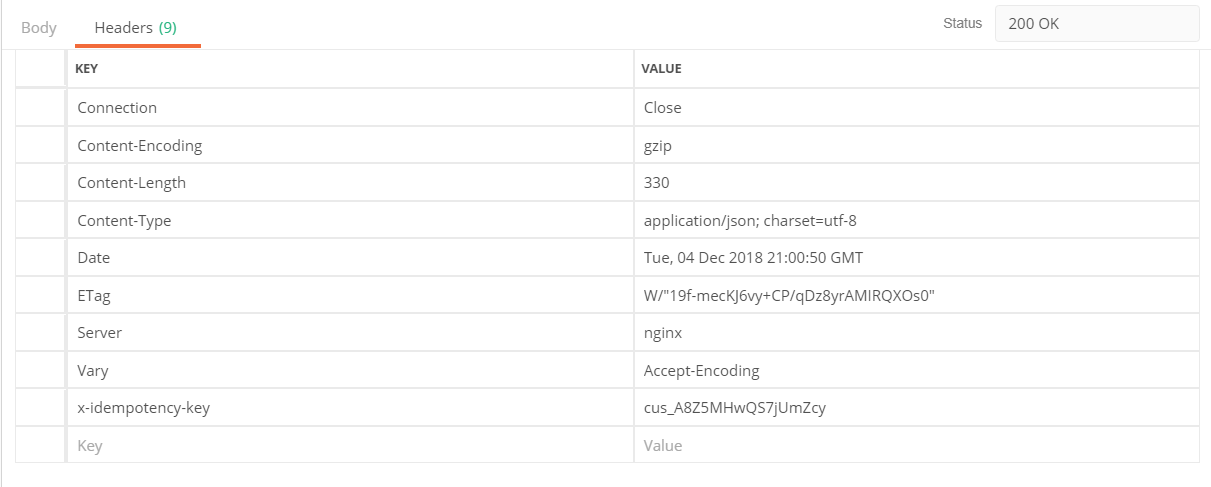 Body Headers (9) Status 200 OK
KEY VALUE
Connection Close
Content-Encoding gzip
Content-Length 330
Content-Type application/json; charset=utf-8
Date Tue, 04 Dec 2018 21:00:50 GMT
ETag W/"19f-mecKJ6vy+CP/qDz8yrAMIRQXOs0"
Server nginx
Vary Accept-Encoding
x-idempotency-key cus_A8Z5MHwQS7jUmZcy
Key Value